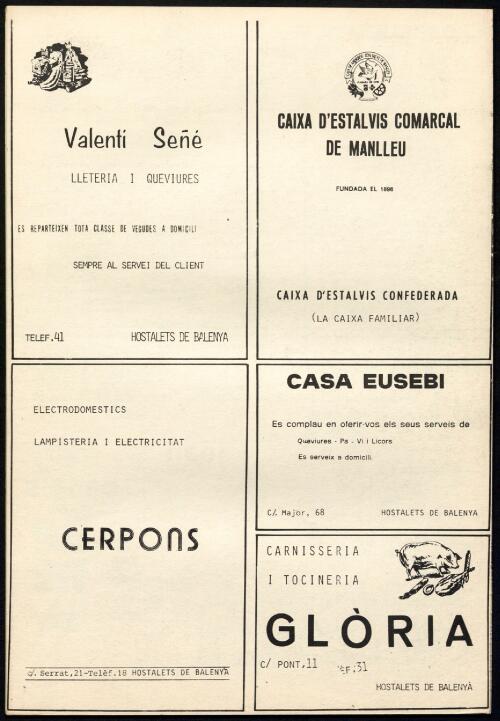 Valentí Señé
LLETERIA I QUEVIURES
ES REPARTEIXEN TOTA CLASSE DE VEGUDES A DOMICILI
SEMPRE AL SERVEI DEL CLIENT
TELEF.41 HOSTALETS DE BALENYA
CAIXA D'ESTALVIS COMARCAL
DE MANLLEU
FUNDADA EL 1896
CAIXA D'ESTALVIS CONFEDERADA
(LA CAIXA FAMILIAR)
ELECTRODOMESTICS
LAMPISTERIA I ELECTRICITAT
CERPONS
c/. Serrat,21-Telèf.18 HOSTALETS DE BALENYA
CASA EUSEBI
Es complau en oferir-vos els seus serveis de
Queviures - Pa - Vi i Licors
Es serveix a domicili.
C/. Major, 68 HOSTALETS DE BALENYA
CARNISSERIA
I TOCINERIA
GLÒRIA
C/ PONT,11 TÈF.31
HOSTALETS DE BALENYÀ